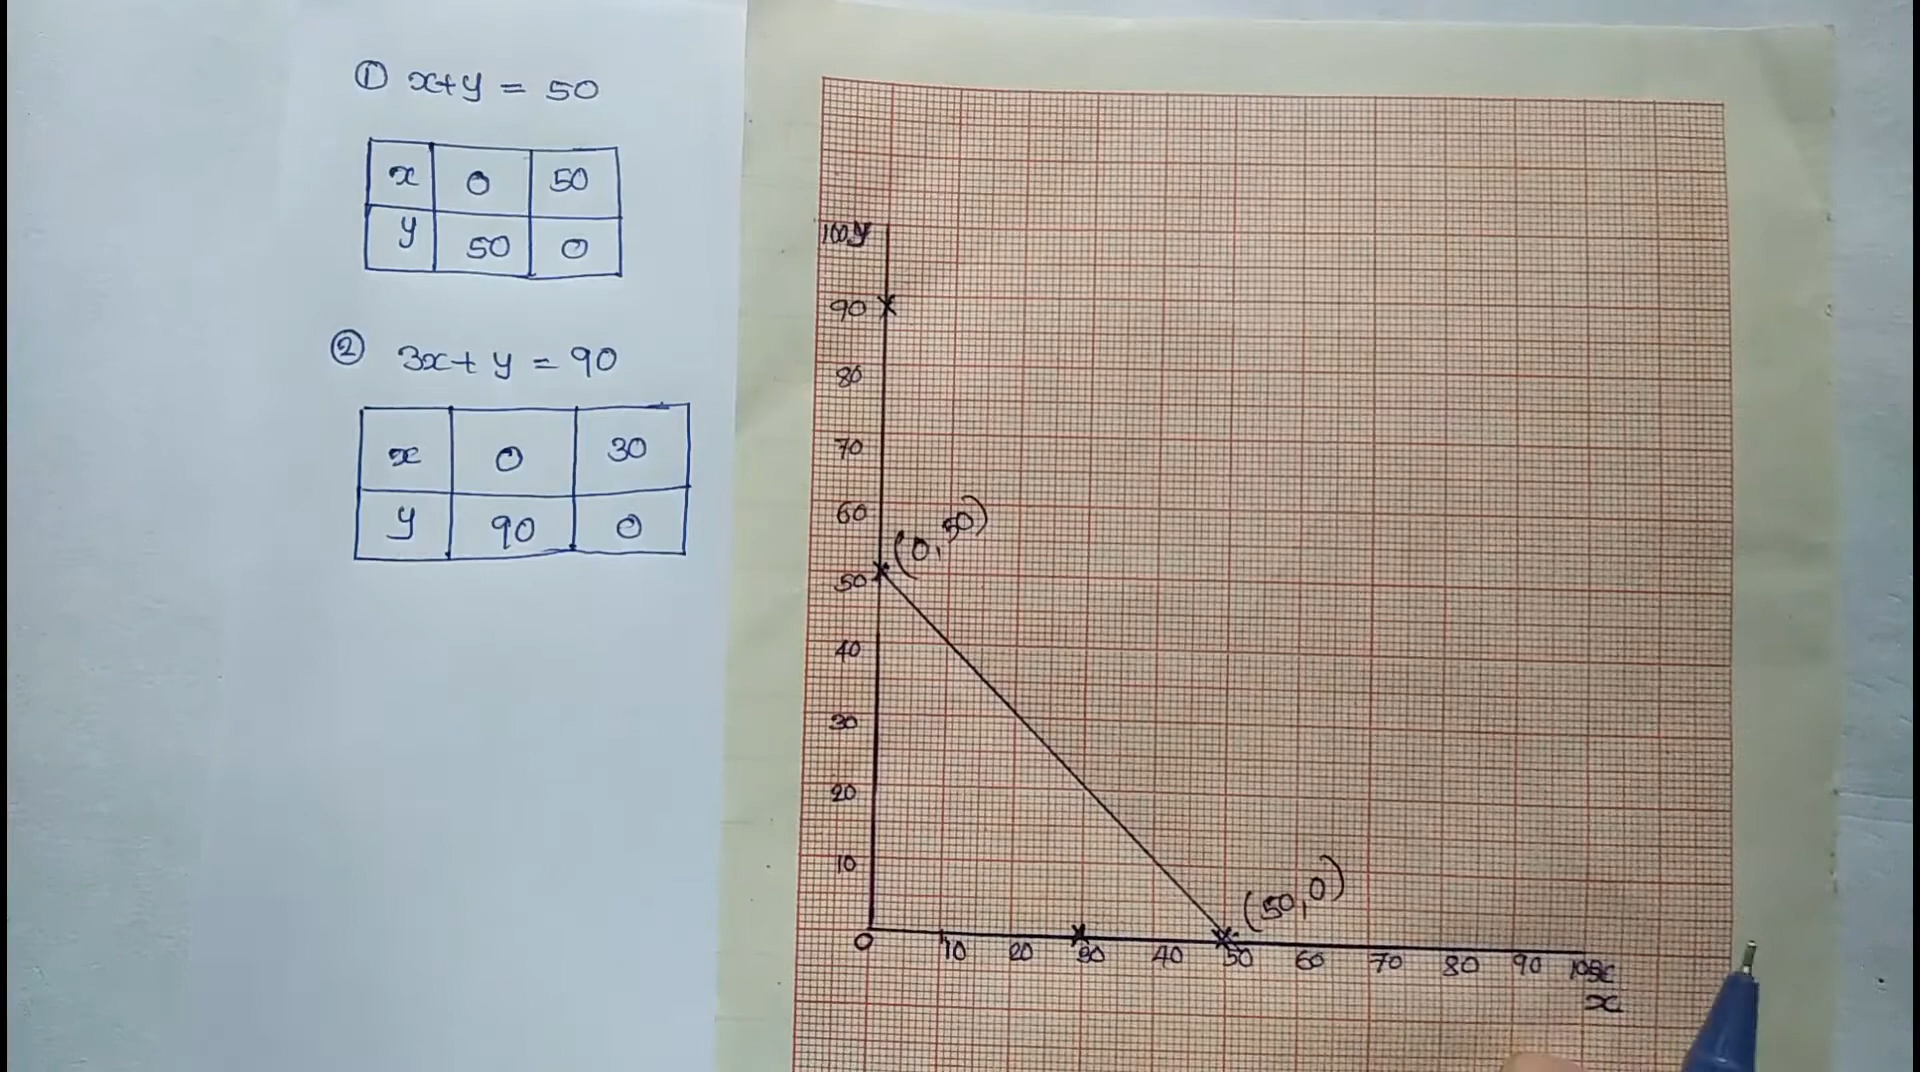 ① x+y = 50
x 0 50
y 50 0
② 3x+ y = 90
x 0 30
y 90 0
100 y
90
80
70
60
(0, 50)
50
40
30
20
10
(50, 0)
0 10 20 30 40 50 60 70 80 90 100 x
x